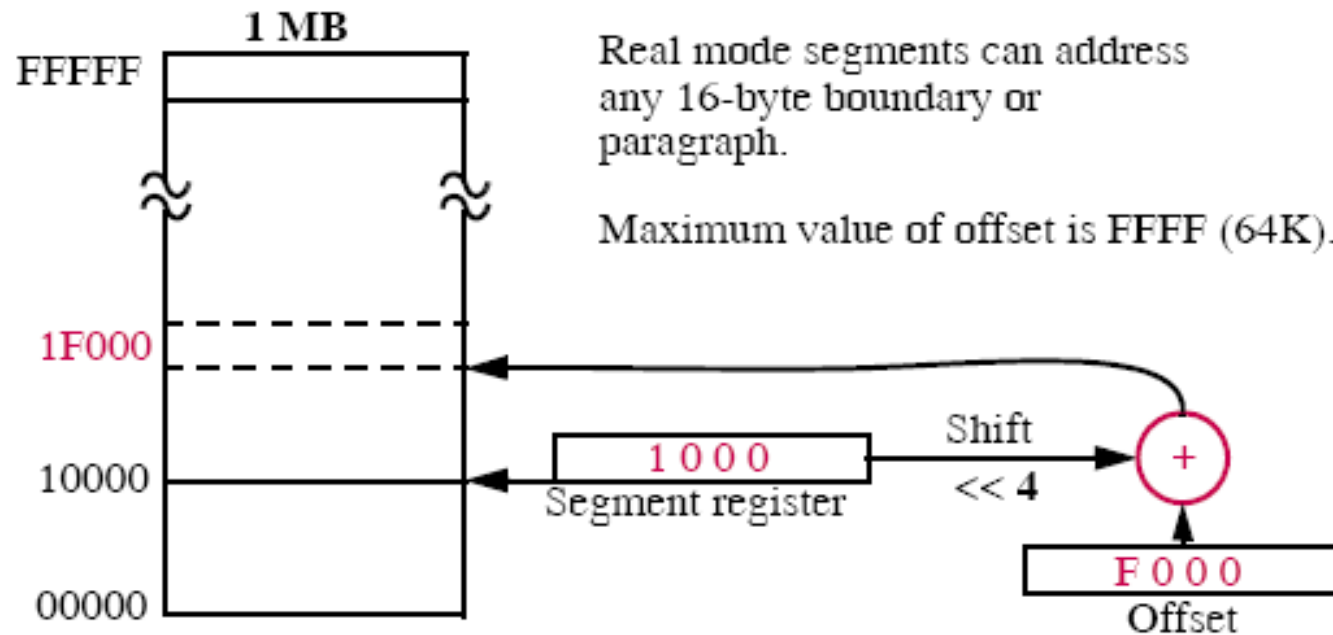 1 MB
FFFFF
Real mode segments can address
any 16-byte boundary or
paragraph.
Maximum value of offset is FFFF (64K).
1F000
10000
1 0 0 0
Segment register
Shift
<< 4
+
F 0 0 0
Offset
00000